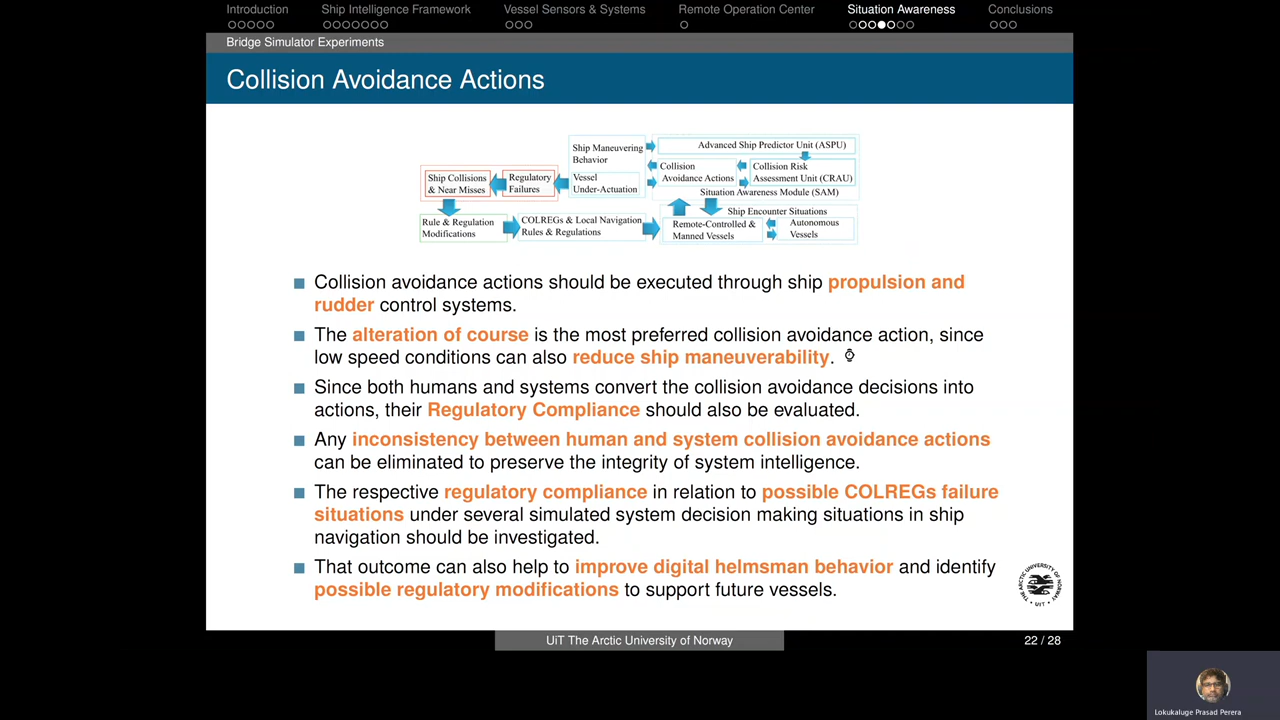 Introduction Ship Intelligence Framework Vessel Sensors & Systems Remote Operation Center Situation Awareness Conclusions
Bridge Simulator Experiments
Collision Avoidance Actions
Ship Maneuvering
Behavior
Vessel
Under-Actuation
Advanced Ship Predictor Unit (ASPU)
Collision
Avoidance Actions
Collision Risk
Assessment Unit (CRAU)
Situation Awareness Module (SAM)
Ship Collisions
& Near Misses
Regulatory
Failures
Rule & Regulation
Modifications
COLREGs & Local Navigation
Rules & Regulations
Ship Encounter Situations
Remote-Controlled &
Manned Vessels
Autonomous
Vessels
Collision avoidance actions should be executed through ship propulsion and
rudder control systems.
The alteration of course is the most preferred collision avoidance action, since
low speed conditions can also reduce ship maneuverability.
Since both humans and systems convert the collision avoidance decisions into
actions, their Regulatory Compliance should also be evaluated.
Any inconsistency between human and system collision avoidance actions
can be eliminated to preserve the integrity of system intelligence.
The respective regulatory compliance in relation to possible COLREGs failure
situations under several simulated system decision making situations in ship
navigation should be investigated.
That outcome can also help to improve digital helmsman behavior and identify
possible regulatory modifications to support future vessels.
THE ARCTIC UNIVERSITY OF NORWAY
UiT
UiT The Arctic University of Norway
22 / 28
Lokukaluge Prasad Perera